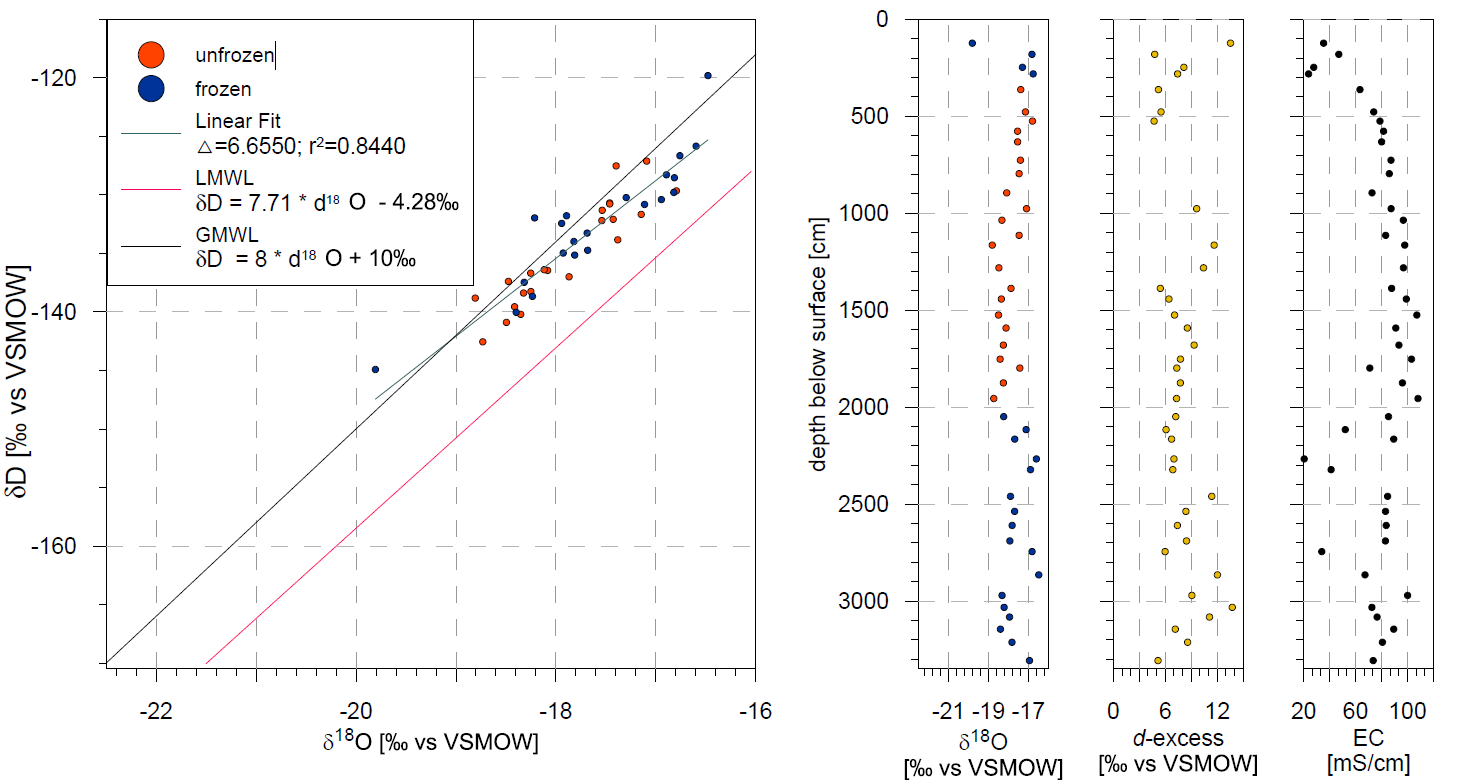 unfrozen
frozen
Linear Fit
△=6.6550; r²=0.8440
LMWL
δD = 7.71 * d¹⁸ O - 4.28‰
GMWL
δD = 8 * d¹⁸ O + 10‰
-120
-140
-160
δD [‰ vs VSMOW]
-22
-20
-18
-16
δ¹⁸O [‰ vs VSMOW]
0
500
1000
1500
2000
2500
3000
depth below surface [cm]
-21 -19 -17
δ¹⁸O
[‰ vs VSMOW]
0 6 12
d-excess
[‰ vs VSMOW]
20 60 100
EC
[mS/cm]